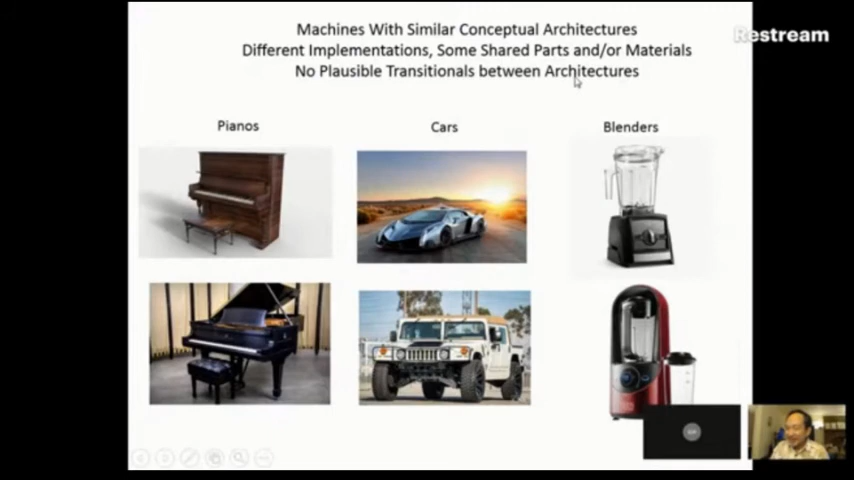 Machines With Similar Conceptual Architectures
Different Implementations, Some Shared Parts and/or Materials
No Plausible Transitionals between Architectures
Restream
Pianos
Cars
Blenders